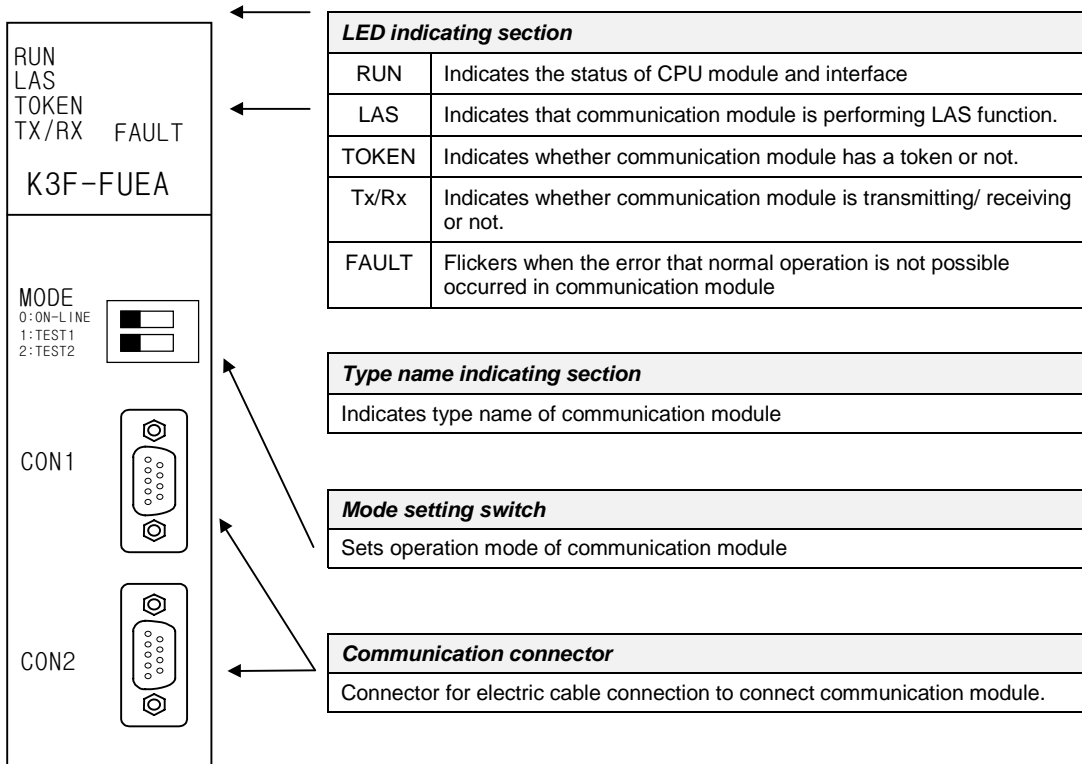 RUN
LAS
TOKEN
TX/RX FAULT
K3F-FUEA
MODE
0:ON-LINE
1:TEST1
2:TEST2
CON1
CON2
LED indicating section
RUN Indicates the status of CPU module and interface
LAS Indicates that communication module is performing LAS function.
TOKEN Indicates whether communication module has a token or not.
Tx/Rx Indicates whether communication module is transmitting/ receiving
or not.
FAULT Flickers when the error that normal operation is not possible
occurred in communication module
Type name indicating section
Indicates type name of communication module
Mode setting switch
Sets operation mode of communication module
Communication connector
Connector for electric cable connection to connect communication module.